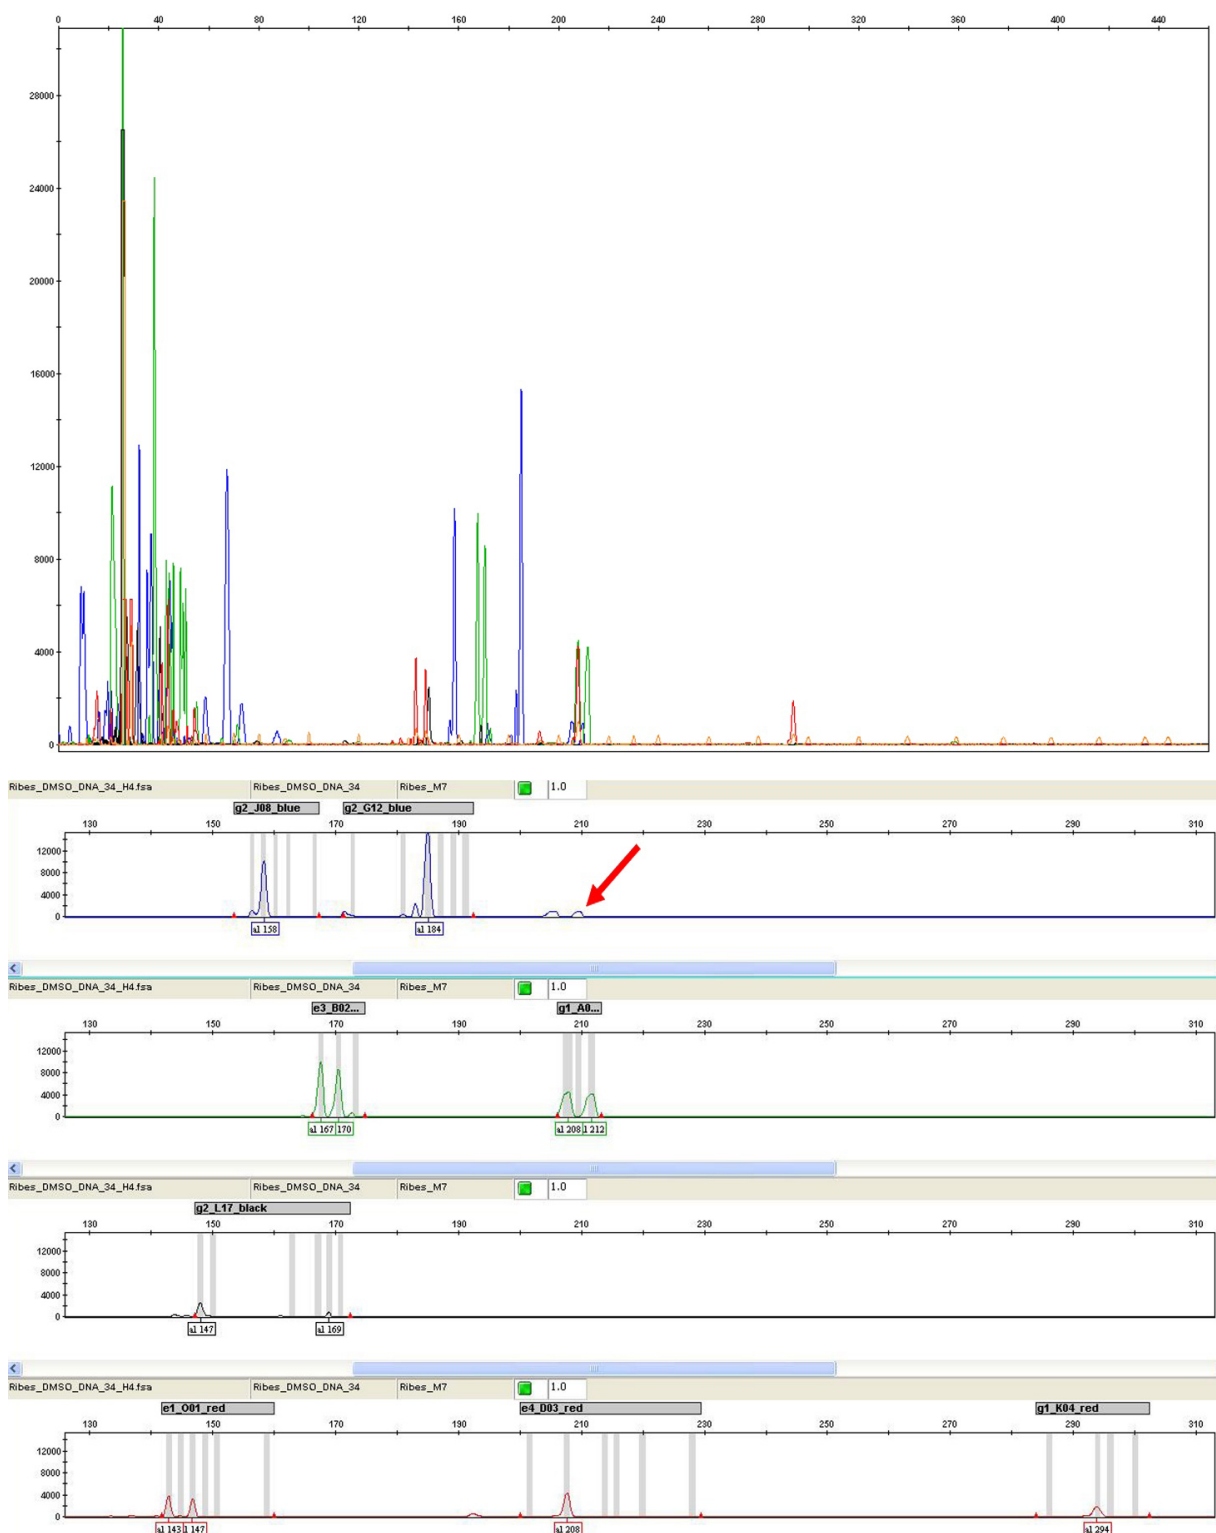 0 40 80 120 160 200 240 280 320 360 400 440
28000
24000
20000
16000
12000
8000
4000
0
Ribes_DMSO_DNA_34_H4.fsa Ribes_DMSO_DNA_34 Ribes_M7 1.0
g2_J08_blue g2_G12_blue
130 150 170 190 210 230 250 270 290 310
12000
8000
4000
0
al 158 al 184
Ribes_DMSO_DNA_34_H4.fsa Ribes_DMSO_DNA_34 Ribes_M7 1.0
e3_B02... g1_A0...
130 150 170 190 210 230 250 270 290 310
12000
8000
4000
0
al 167 170 al 208 l 212
Ribes_DMSO_DNA_34_H4.fsa Ribes_DMSO_DNA_34 Ribes_M7 1.0
g2_L17_black
130 150 170 190 210 230 250 270 290 310
12000
8000
4000
0
al 147 al 169
Ribes_DMSO_DNA_34_H4.fsa Ribes_DMSO_DNA_34 Ribes_M7 1.0
e1_O01_red e4_D03_red g1_K04_red
130 150 170 190 210 230 250 270 290 310
12000
8000
4000
0
al 143 l 147 al 208 al 294